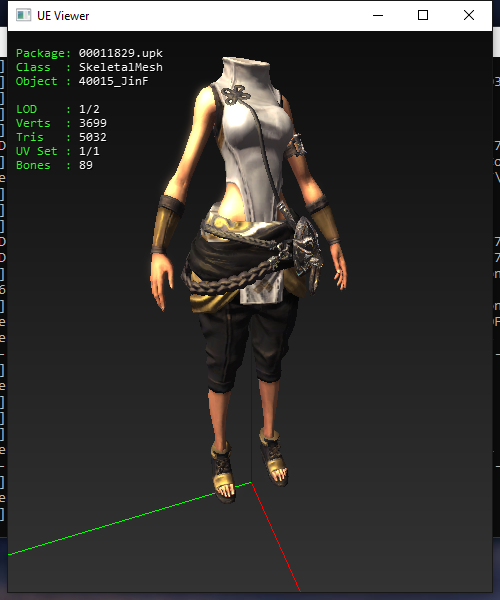 UE Viewer
Package: 00011829.upk
Class  : SkeletalMesh
Object : 40015_JinF
LOD    : 1/2
Verts  : 3699
Tris   : 5032
UV Set : 1/1
Bones  : 89